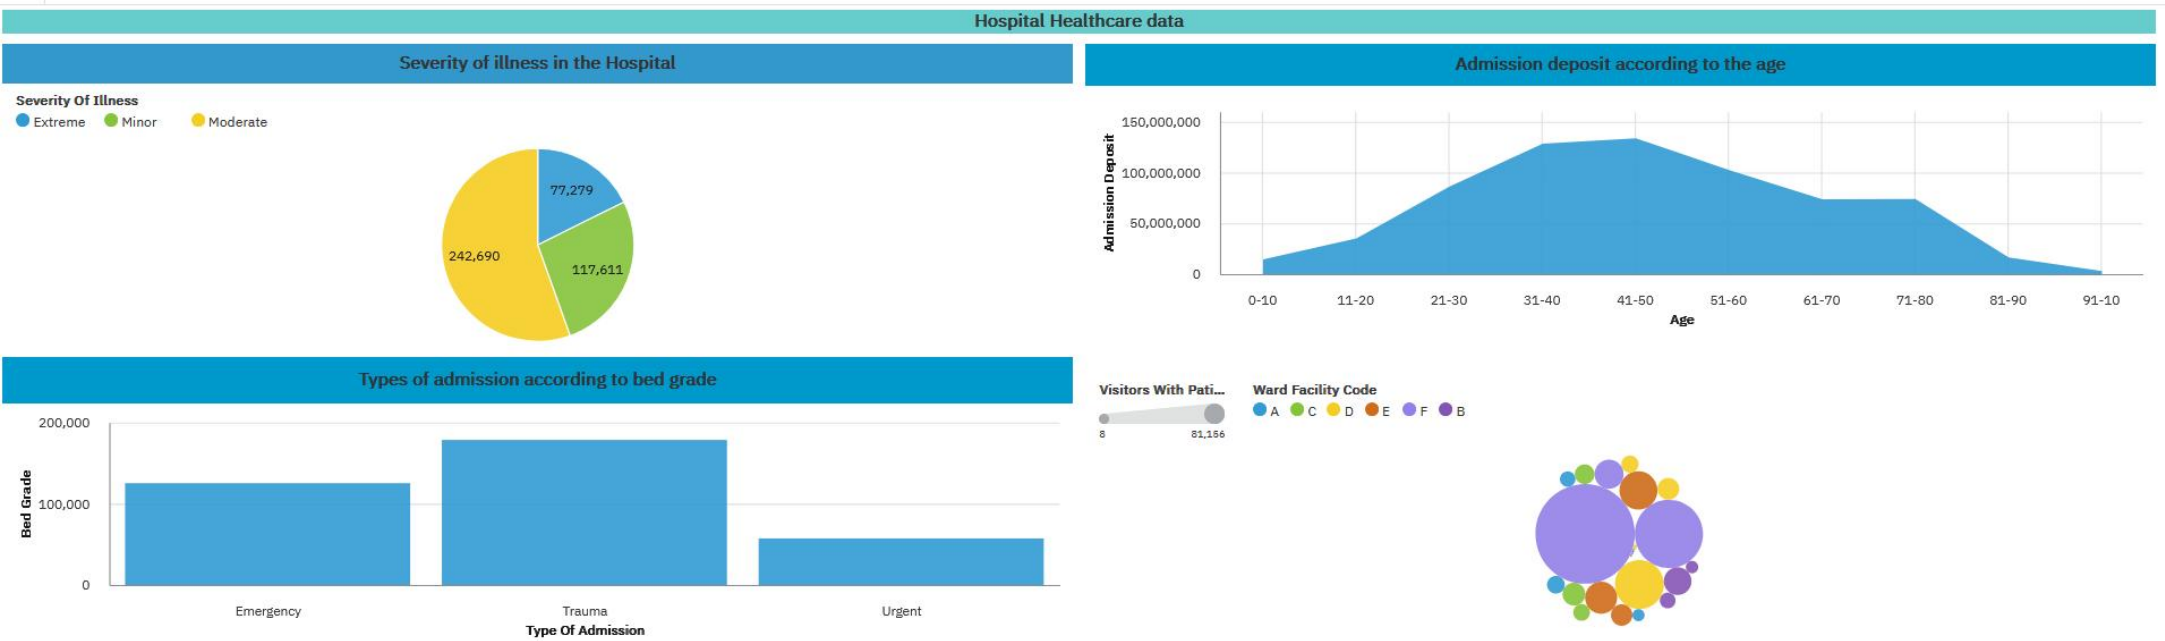 Hospital Healthcare data
Severity of illness in the Hospital
Severity Of Illness
Extreme Minor Moderate
77,279
242,690
117,611
Admission deposit according to the age
Admission Deposit
150,000,000
100,000,000
50,000,000
0
0-10 11-20 21-30 31-40 41-50 51-60 61-70 71-80 81-90 91-10
Age
Types of admission according to bed grade
Bed Grade
200,000
100,000
0
Emergency Trauma Urgent
Type Of Admission
Visitors With Pati...
8 81,166
Ward Facility Code
A C D E F B